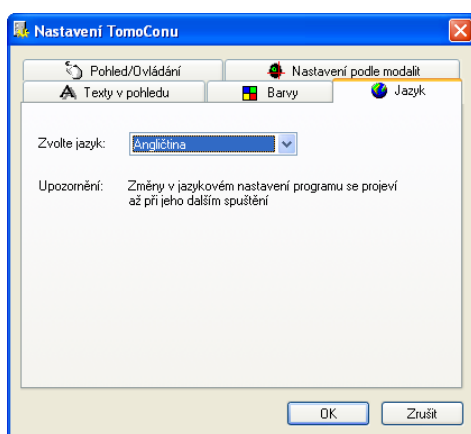 Nastavení TomoConu
Pohled/Ovládání
Nastavení podle modalit
Texty v pohledu
Barvy
Jazyk
Zvolte jazyk:
Angličtina
Upozornění:
Změny v jazykovém nastavení programu se projeví
až při jeho dalším spuštění
OK
Zrušit